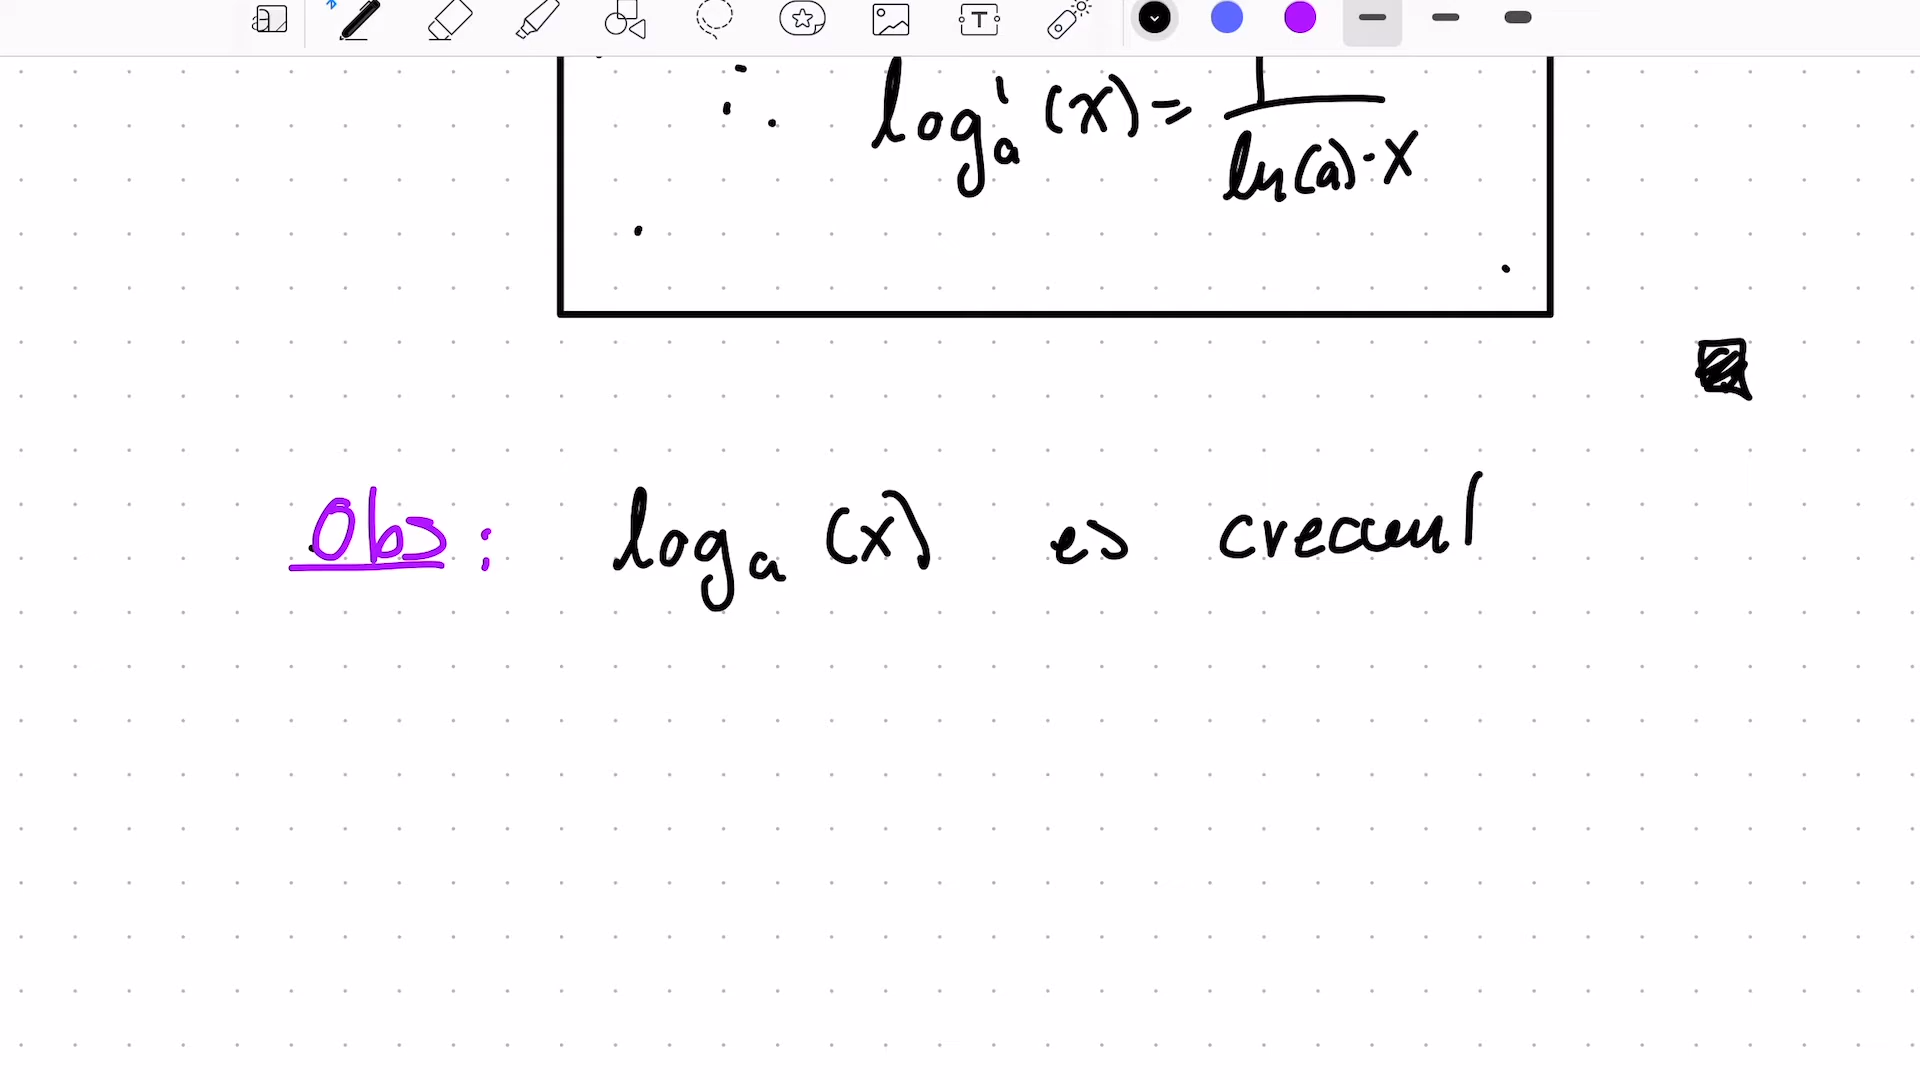 ∴ log'ₐ (x) = 1 / ln(a)·x
Obs: logₐ (x) es crecient